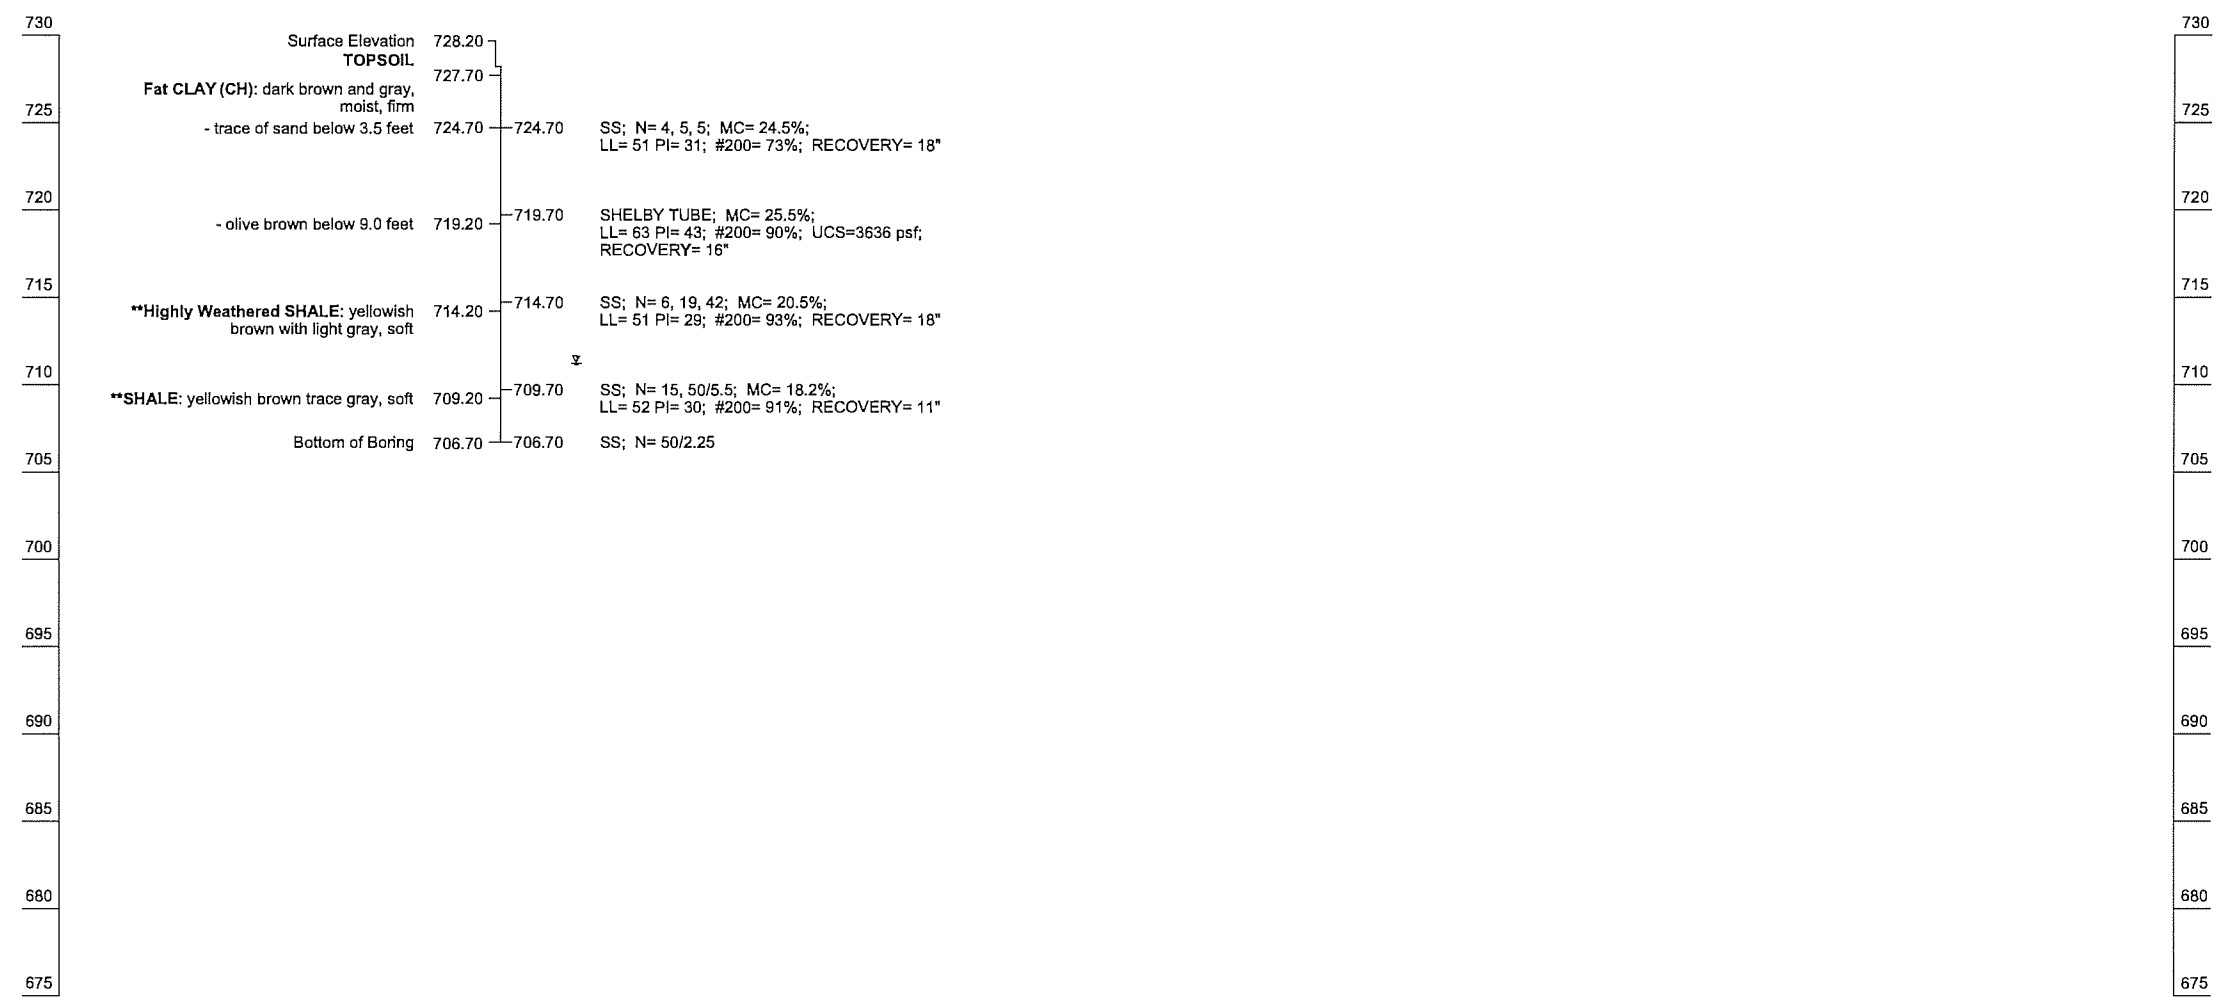 730
730
Surface Elevation 728.20
TOPSOIL
727.70
Fat CLAY (CH): dark brown and gray,
moist, firm
725
725
- trace of sand below 3.5 feet 724.70 724.70 SS; N= 4, 5, 5; MC= 24.5%;
LL= 51 PI= 31; #200= 73%; RECOVERY= 18"
720
720
- olive brown below 9.0 feet 719.20 719.70 SHELBY TUBE; MC= 25.5%;
LL= 63 PI= 43; #200= 90%; UCS=3636 psf;
RECOVERY= 16"
715
715
**Highly Weathered SHALE: yellowish 714.20 714.70 SS; N= 6, 19, 42; MC= 20.5%;
brown with light gray, soft LL= 51 PI= 29; #200= 93%; RECOVERY= 18"
710
710
**SHALE: yellowish brown trace gray, soft 709.20 709.70 SS; N= 15, 50/5.5; MC= 18.2%;
LL= 52 PI= 30; #200= 91%; RECOVERY= 11"
Bottom of Boring 706.70 706.70 SS; N= 50/2.25
705
705
700
700
695
695
690
690
685
685
680
680
675
675